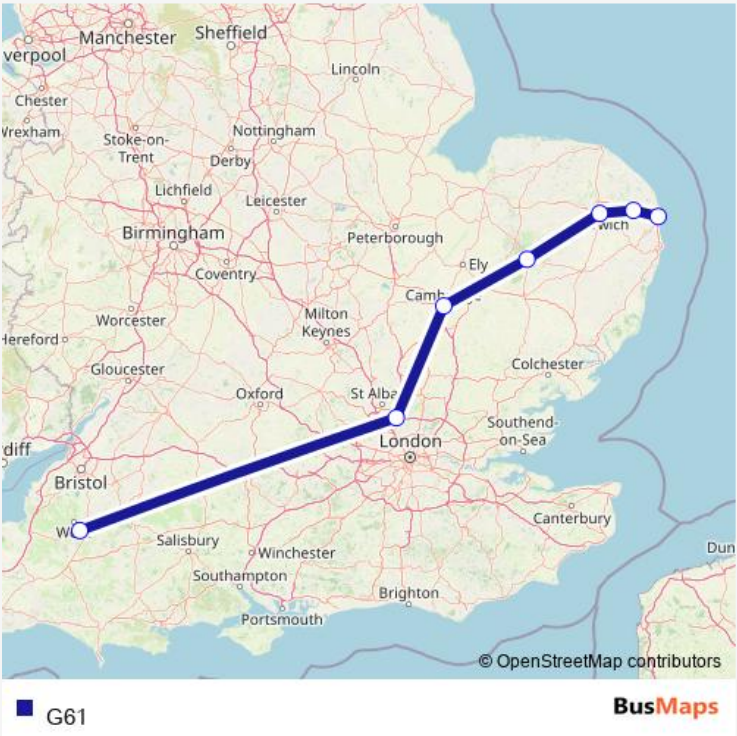 Manchester
Sheffield
verpool
Lincoln
Chester
Wrexham
Stoke-on-
Trent
Nottingham
Derby
Lichfield
Leicester
Birmingham
Peterborough
Coventry
Ely
wich
Camb
Worcester
Milton
Keynes
Hereford
Gloucester
Colchester
Oxford
St Alba
Southend-
on-Sea
London
diff
Bristol
W
Salisbury
Canterbury
Winchester
Dun
Southampton
Brighton
Portsmouth
© OpenStreetMap contributors
G61
BusMaps